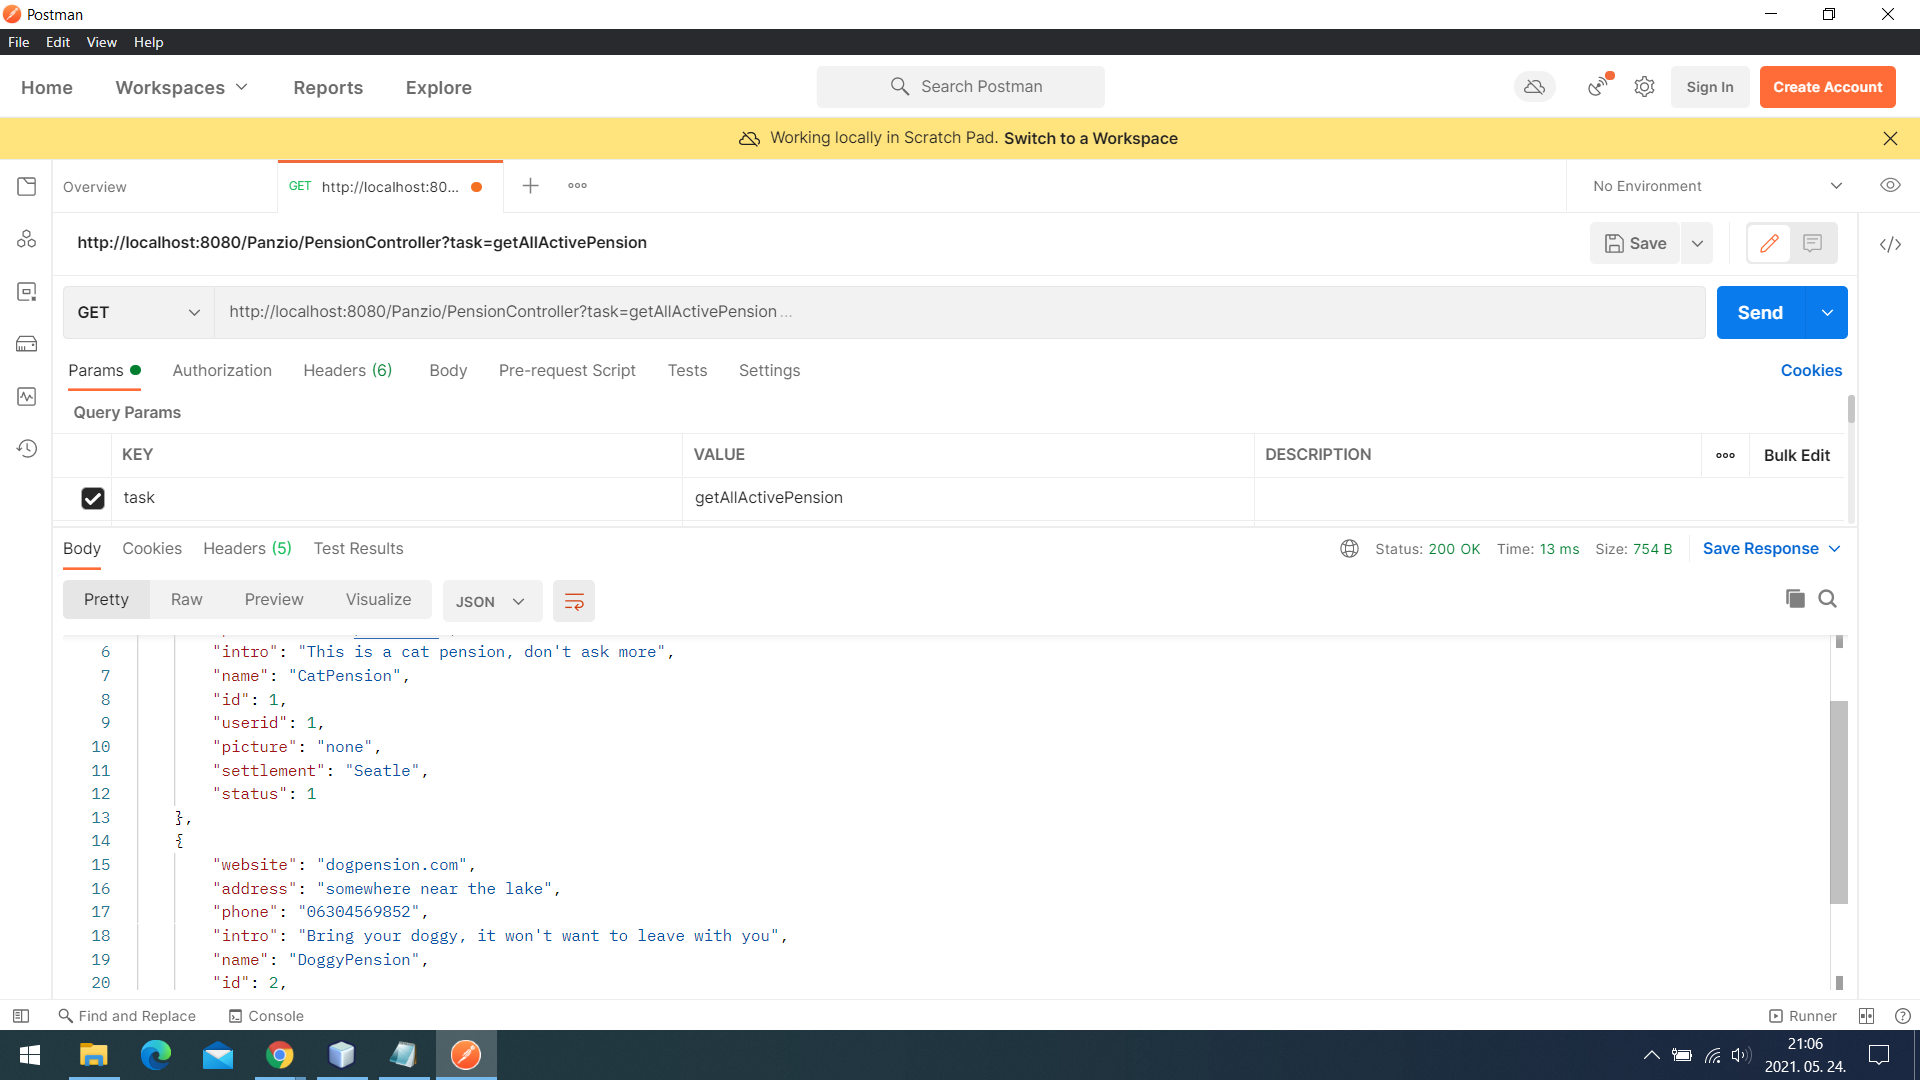 Postman
File Edit View Help
Home Workspaces Reports Explore Search Postman Sign In Create Account
Working locally in Scratch Pad. Switch to a Workspace
Overview GET http://localhost:80... No Environment
http://localhost:8080/Panzio/PensionController?task=getAllActivePension Save
GET http://localhost:8080/Panzio/PensionController?task=getAllActivePension ... Send
Params Authorization Headers (6) Body Pre-request Script Tests Settings Cookies
Query Params
KEY VALUE DESCRIPTION Bulk Edit
task getAllActivePension
Body Cookies Headers (5) Test Results Status: 200 OK Time: 13 ms Size: 754 B Save Response
Pretty Raw Preview Visualize JSON
6 "intro": "This is a cat pension, don't ask more",
7 "name": "CatPension",
8 "id": 1,
9 "userid": 1,
10 "picture": "none",
11 "settlement": "Seatle",
12 "status": 1
13 },
14 {
15 "website": "dogpension.com",
16 "address": "somewhere near the lake",
17 "phone": "06304569852",
18 "intro": "Bring your doggy, it won't want to leave with you",
19 "name": "DoggyPension",
20 "id": 2,
Find and Replace Console Runner
21:06
2021. 05. 24.